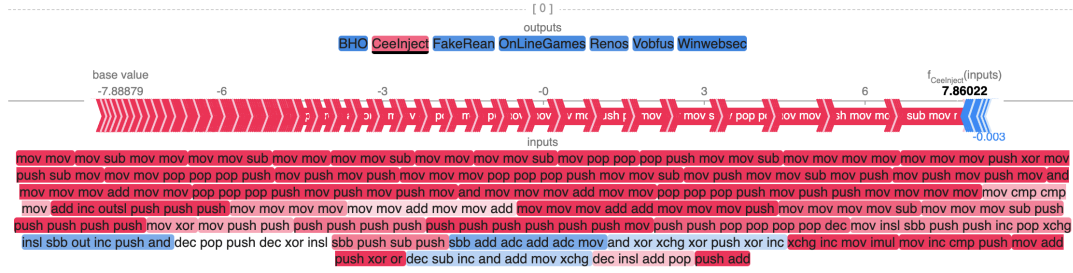 [ 0 ]
outputs
BHO CeeInject FakeRean OnLineGames Renos Vobfus Winwebsec
base value
f CeeInject (inputs)
-7.88879 -6 -3 -0 3 6 7.86022
-0.003
inputs
mov mov mov sub mov mov mov mov sub mov mov mov mov sub mov mov mov mov sub mov pop pop pop push mov mov sub mov mov mov mov mov mov mov push xor mov
push sub mov mov mov pop pop pop push mov push mov push mov mov mov pop pop pop push mov mov sub mov push mov mov sub mov push mov push mov push mov and
mov mov mov add mov mov pop pop pop push mov push mov push mov and mov mov mov add mov mov pop pop pop push mov push push mov mov mov mov mov cmp cmp
mov add inc outsl push push push mov mov mov mov mov mov add mov mov add mov mov mov mov add add mov mov mov push mov mov mov mov sub mov mov mov sub push
push push push push mov xor mov push push push push push push push push push push push push mov push push pop pop pop pop dec mov insl sbb push push inc pop xchg
insl sbb out inc push and dec pop push dec xor insl sbb push sub push sbb add adc add adc mov and xor xchg xor push xor inc xchg inc mov imul mov inc cmp push mov add
push xor or dec sub inc and add mov xchg dec insl add pop push add